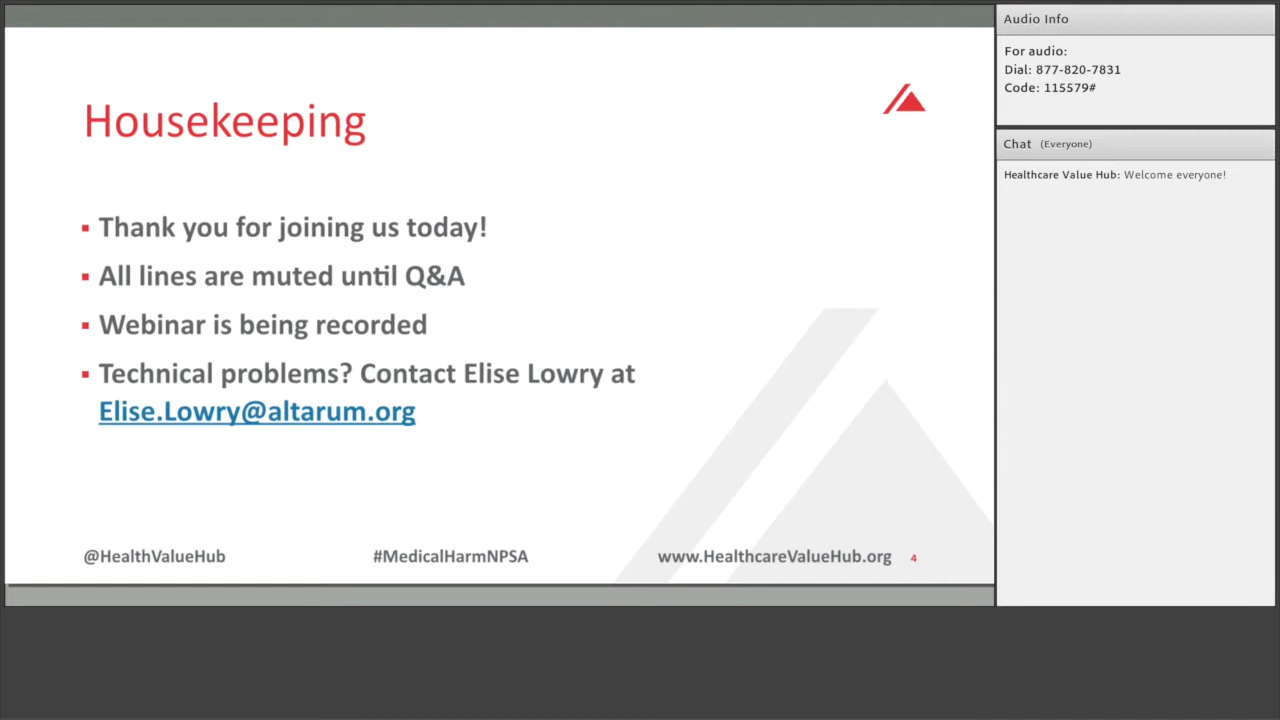 Housekeeping
▪ Thank you for joining us today!
▪ All lines are muted until Q&A
▪ Webinar is being recorded
▪ Technical problems? Contact Elise Lowry at
Elise.Lowry@altarum.org
@HealthValueHub #MedicalHarmNPSA www.HealthcareValueHub.org 4
Audio Info
For audio:
Dial: 877-820-7831
Code: 115579#
Chat (Everyone)
Healthcare Value Hub: Welcome everyone!